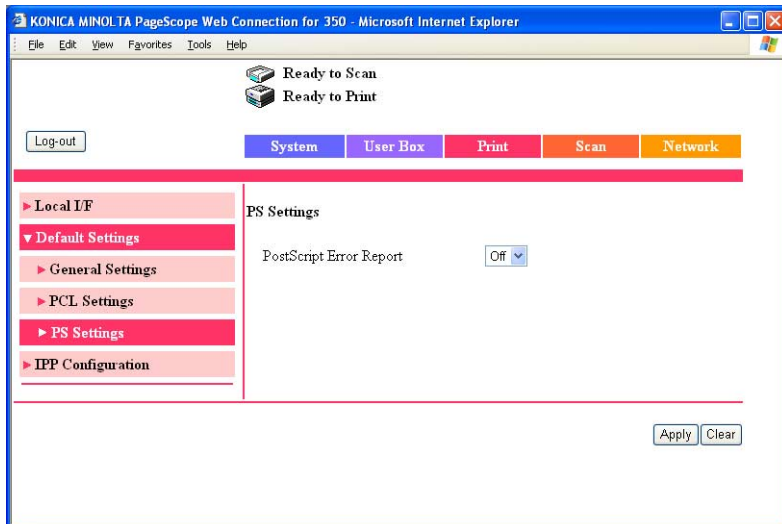 KONICA MINOLTA PageScope Web Connection for 350 - Microsoft Internet Explorer
File Edit View Favorites Tools Help
Ready to Scan
Ready to Print
Log-out
System User Box Print Scan Network
Local I/F
Default Settings
General Settings
PCL Settings
PS Settings
IPP Configuration
PS Settings
PostScript Error Report Off
Apply Clear